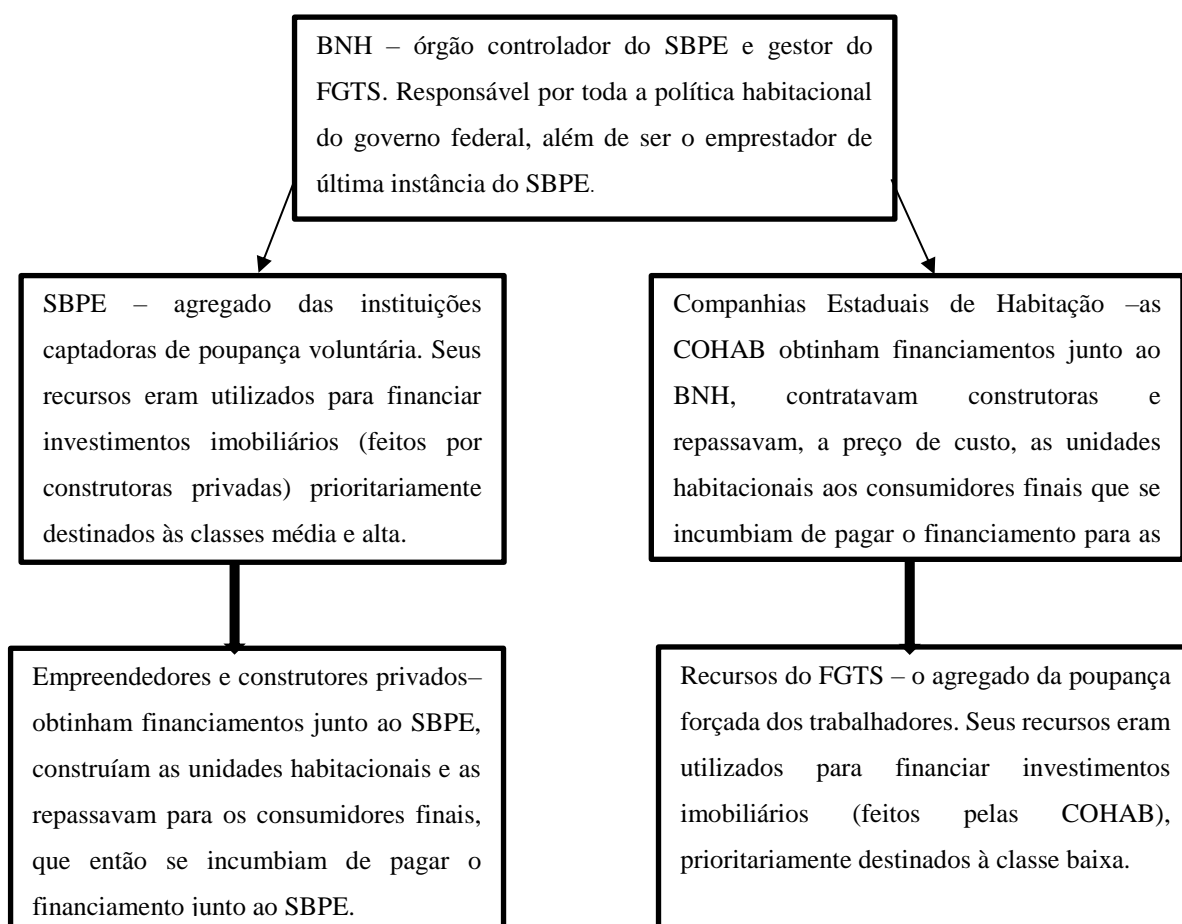 BNH – órgão controlador do SBPE e gestor do
FGTS. Responsável por toda a política habitacional
do governo federal, além de ser o emprestador de
última instância do SBPE.
SBPE – agregado das instituições
captadoras de poupança voluntária. Seus
recursos eram utilizados para financiar
investimentos imobiliários (feitos por
construtoras privadas) prioritariamente
destinados às classes média e alta.
Companhias Estaduais de Habitação –as
COHAB obtinham financiamentos junto ao
BNH, contratavam construtoras e
repassavam, a preço de custo, as unidades
habitacionais aos consumidores finais que se
incumbiam de pagar o financiamento para as
Empreendedores e construtores privados–
obtinham financiamentos junto ao SBPE,
construíam as unidades habitacionais e as
repassavam para os consumidores finais,
que então se incumbiam de pagar o
financiamento junto ao SBPE.
Recursos do FGTS – o agregado da poupança
forçada dos trabalhadores. Seus recursos eram
utilizados para financiar investimentos
imobiliários (feitos pelas COHAB),
prioritariamente destinados à classe baixa.